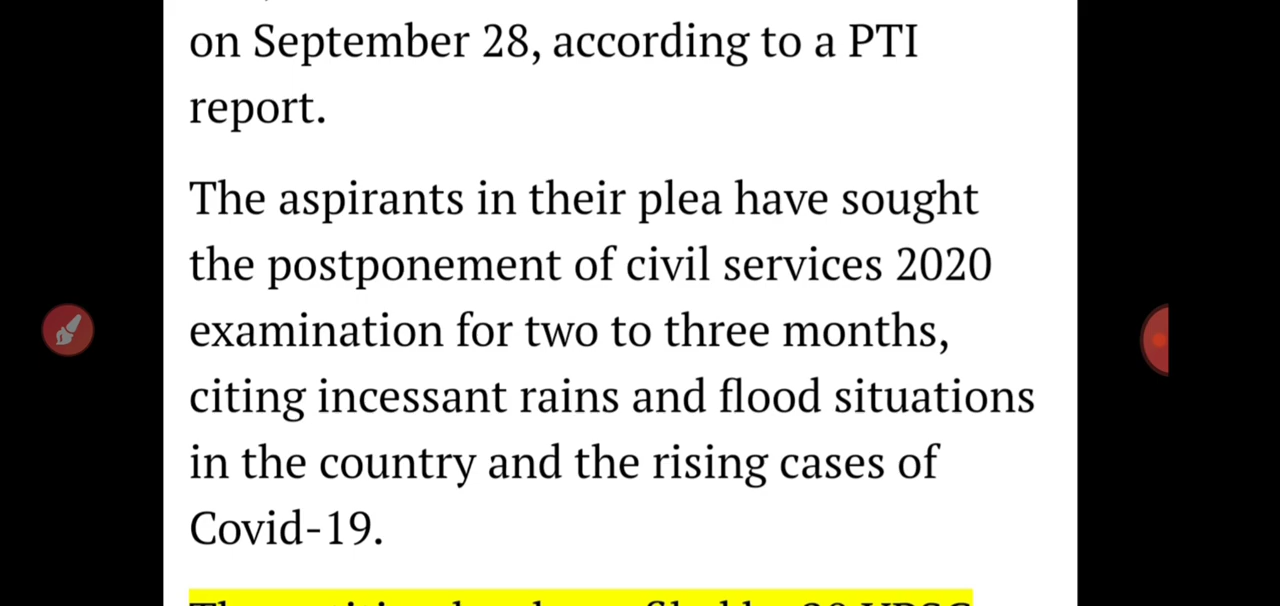 on September 28, according to a PTI
report.
The aspirants in their plea have sought
the postponement of civil services 2020
examination for two to three months,
citing incessant rains and flood situations
in the country and the rising cases of
Covid-19.